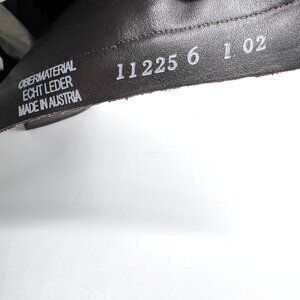 OBERMATERIAL
ECHT LEDER
MADE IN AUSTRIA
11225 6 1 02